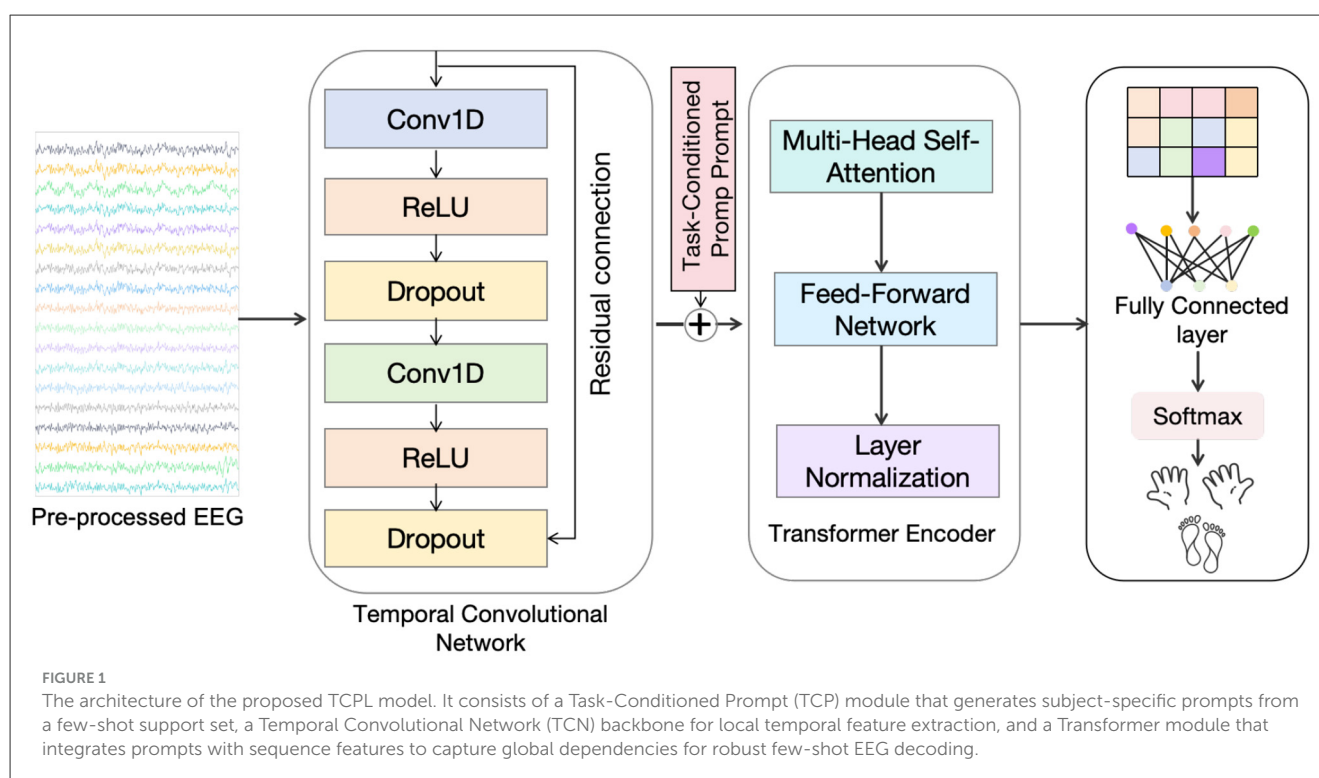 Pre-processed EEG
Conv1D
ReLU
Dropout
Conv1D
ReLU
Dropout
Residual connection
Temporal Convolutional
Network
Task-Conditioned
Promp Prompt
+
Multi-Head Self-
Attention
Feed-Forward
Network
Layer
Normalization
Transformer Encoder
Fully Connected
layer
Softmax
FIGURE 1
The architecture of the proposed TCPL model. It consists of a Task-Conditioned Prompt (TCP) module that generates subject-specific prompts from
a few-shot support set, a Temporal Convolutional Network (TCN) backbone for local temporal feature extraction, and a Transformer module that
integrates prompts with sequence features to capture global dependencies for robust few-shot EEG decoding.